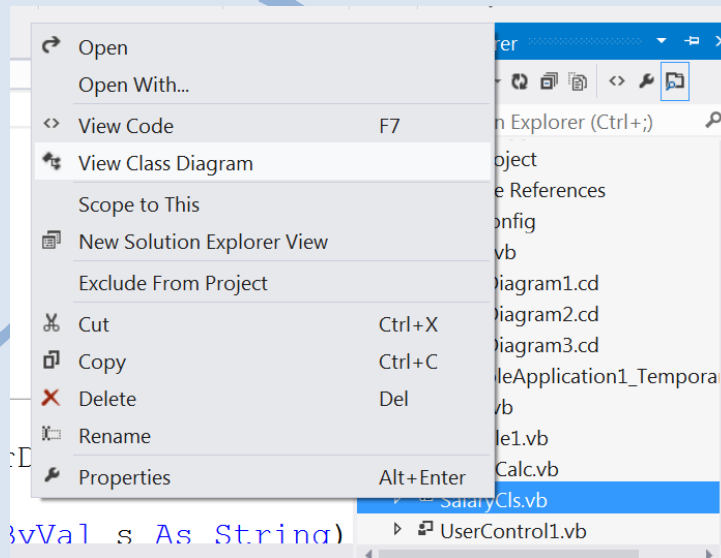 Open
Open With...
View Code F7
View Class Diagram
Scope to This
New Solution Explorer View
Exclude From Project
Cut Ctrl+X
Copy Ctrl+C
Delete Del
Rename
Properties Alt+Enter
rer
n Explorer (Ctrl+;)
oject
e References
onfig
vb
Diagram1.cd
Diagram2.cd
Diagram3.cd
leApplication1_Tempora
vb
le1.vb
Calc.vb
SalaryCls.vb
UserControl1.vb
ByVal s As String)